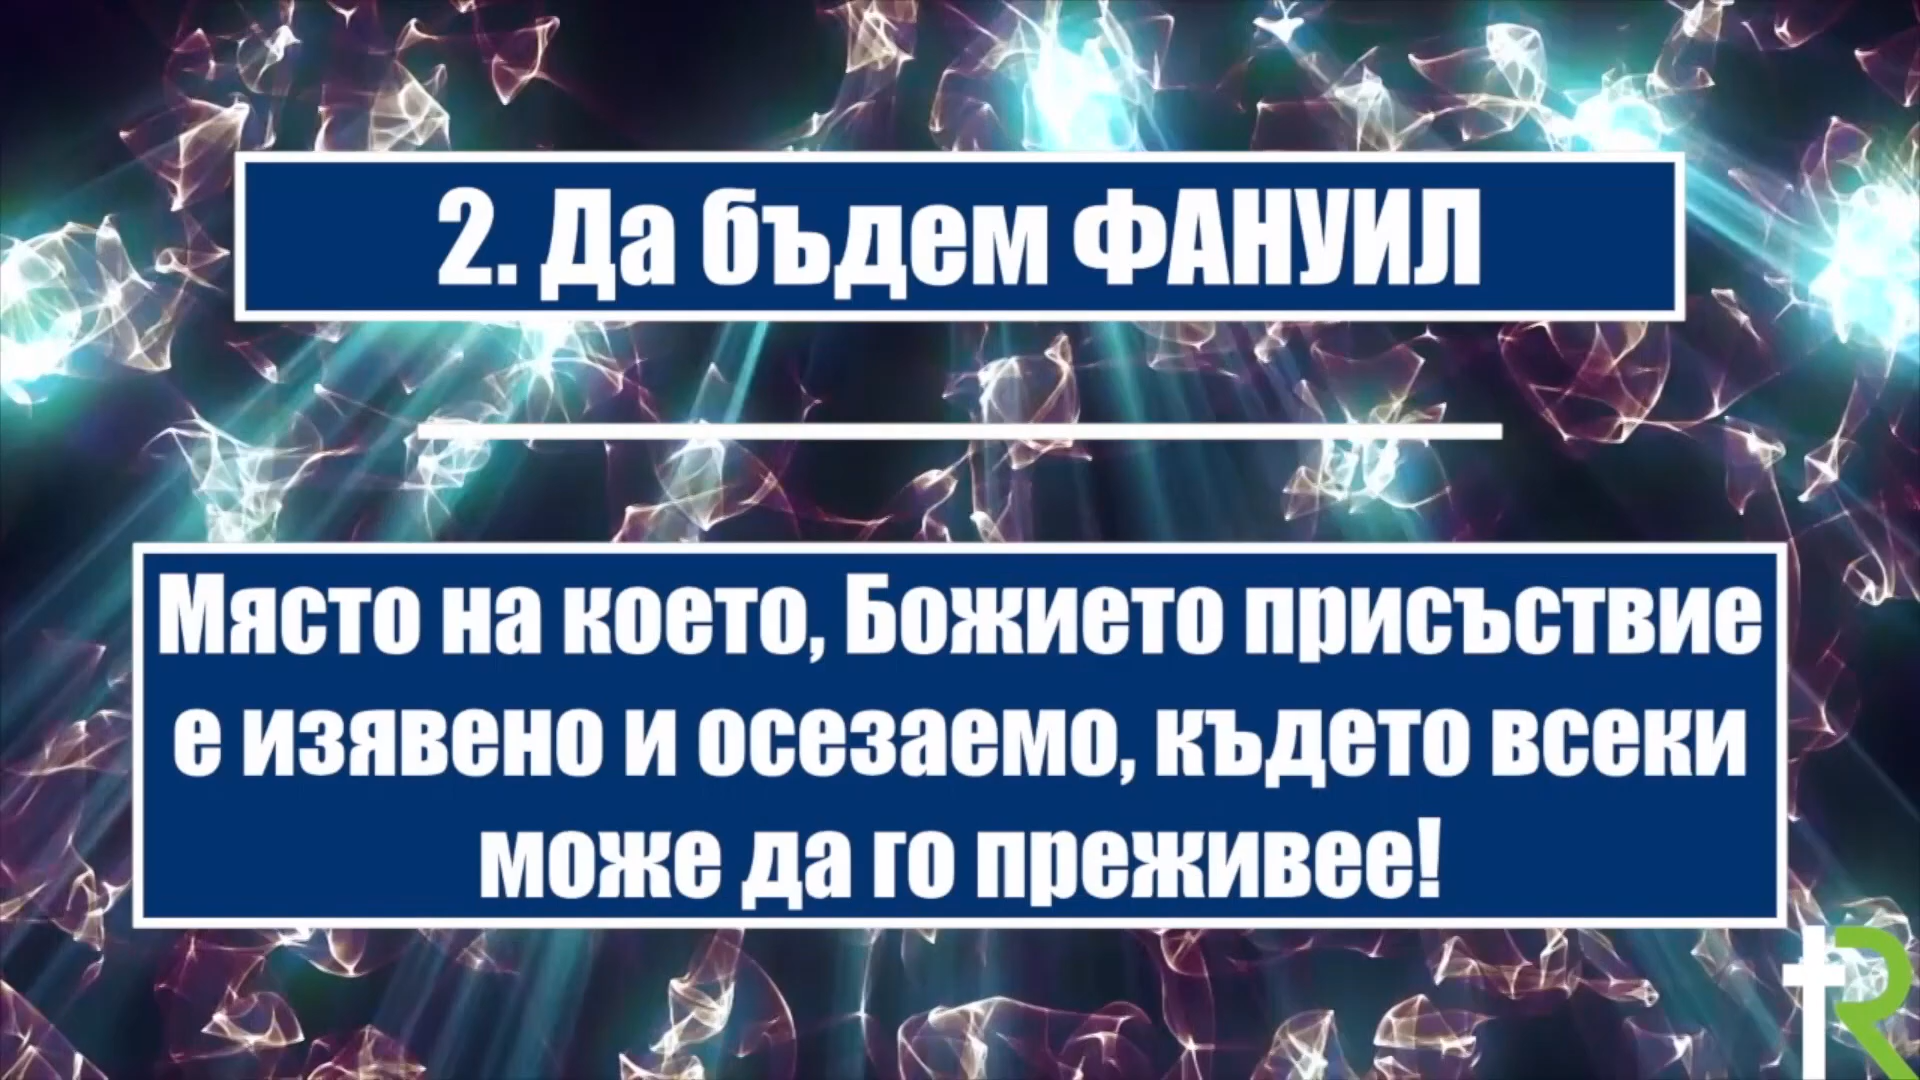 2. Да бъдем ФАНУИЛ
Място на което, Божието присъствие
е изявено и осезаемо, където всеки
може да го преживее!
R